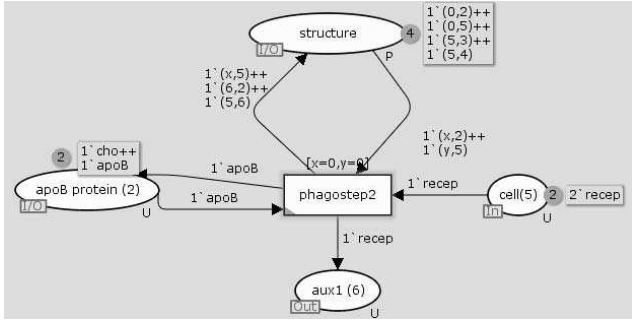 structure
I/O
P
4
1`(0,2)++
1`(0,5)++
1`(5,3)++
1`(5,4)
1`(x,5)++
1`(6,2)++
1`(5,6)
1`(x,2)++
1`(y,5)
[x=0,y=0]
2
1`cho++
1`apoB
apoB protein (2)
I/O
U
1`apoB
1`apoB
phagostep2
1`recep
cell(5)
In
U
2
2`recep
1`recep
aux1 (6)
Out
U